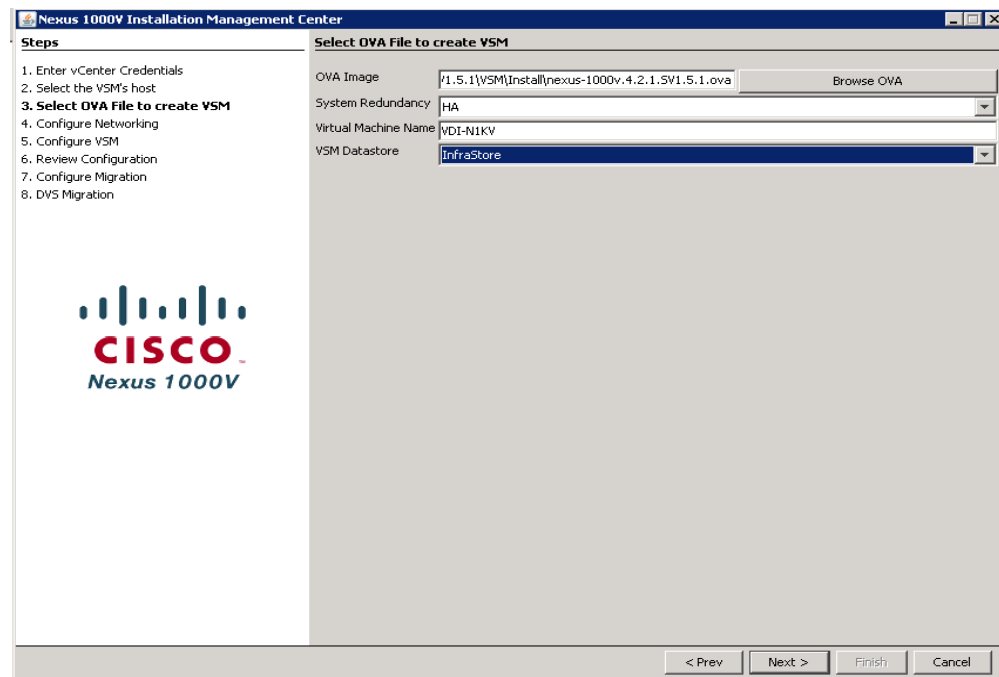 Nexus 1000V Installation Management Center
Steps
1. Enter vCenter Credentials
2. Select the VSM's host
3. Select OVA File to create VSM
4. Configure Networking
5. Configure VSM
6. Review Configuration
7. Configure Migration
8. DVS Migration
CISCO
Nexus 1000V
Select OVA File to create VSM
OVA Image /1.5.1\VSM\Install\nexus-1000v.4.2.1.SV1.5.1.ova Browse OVA
System Redundancy HA
Virtual Machine Name VDI-N1KV
VSM Datastore InfraStore
< Prev Next > Finish Cancel